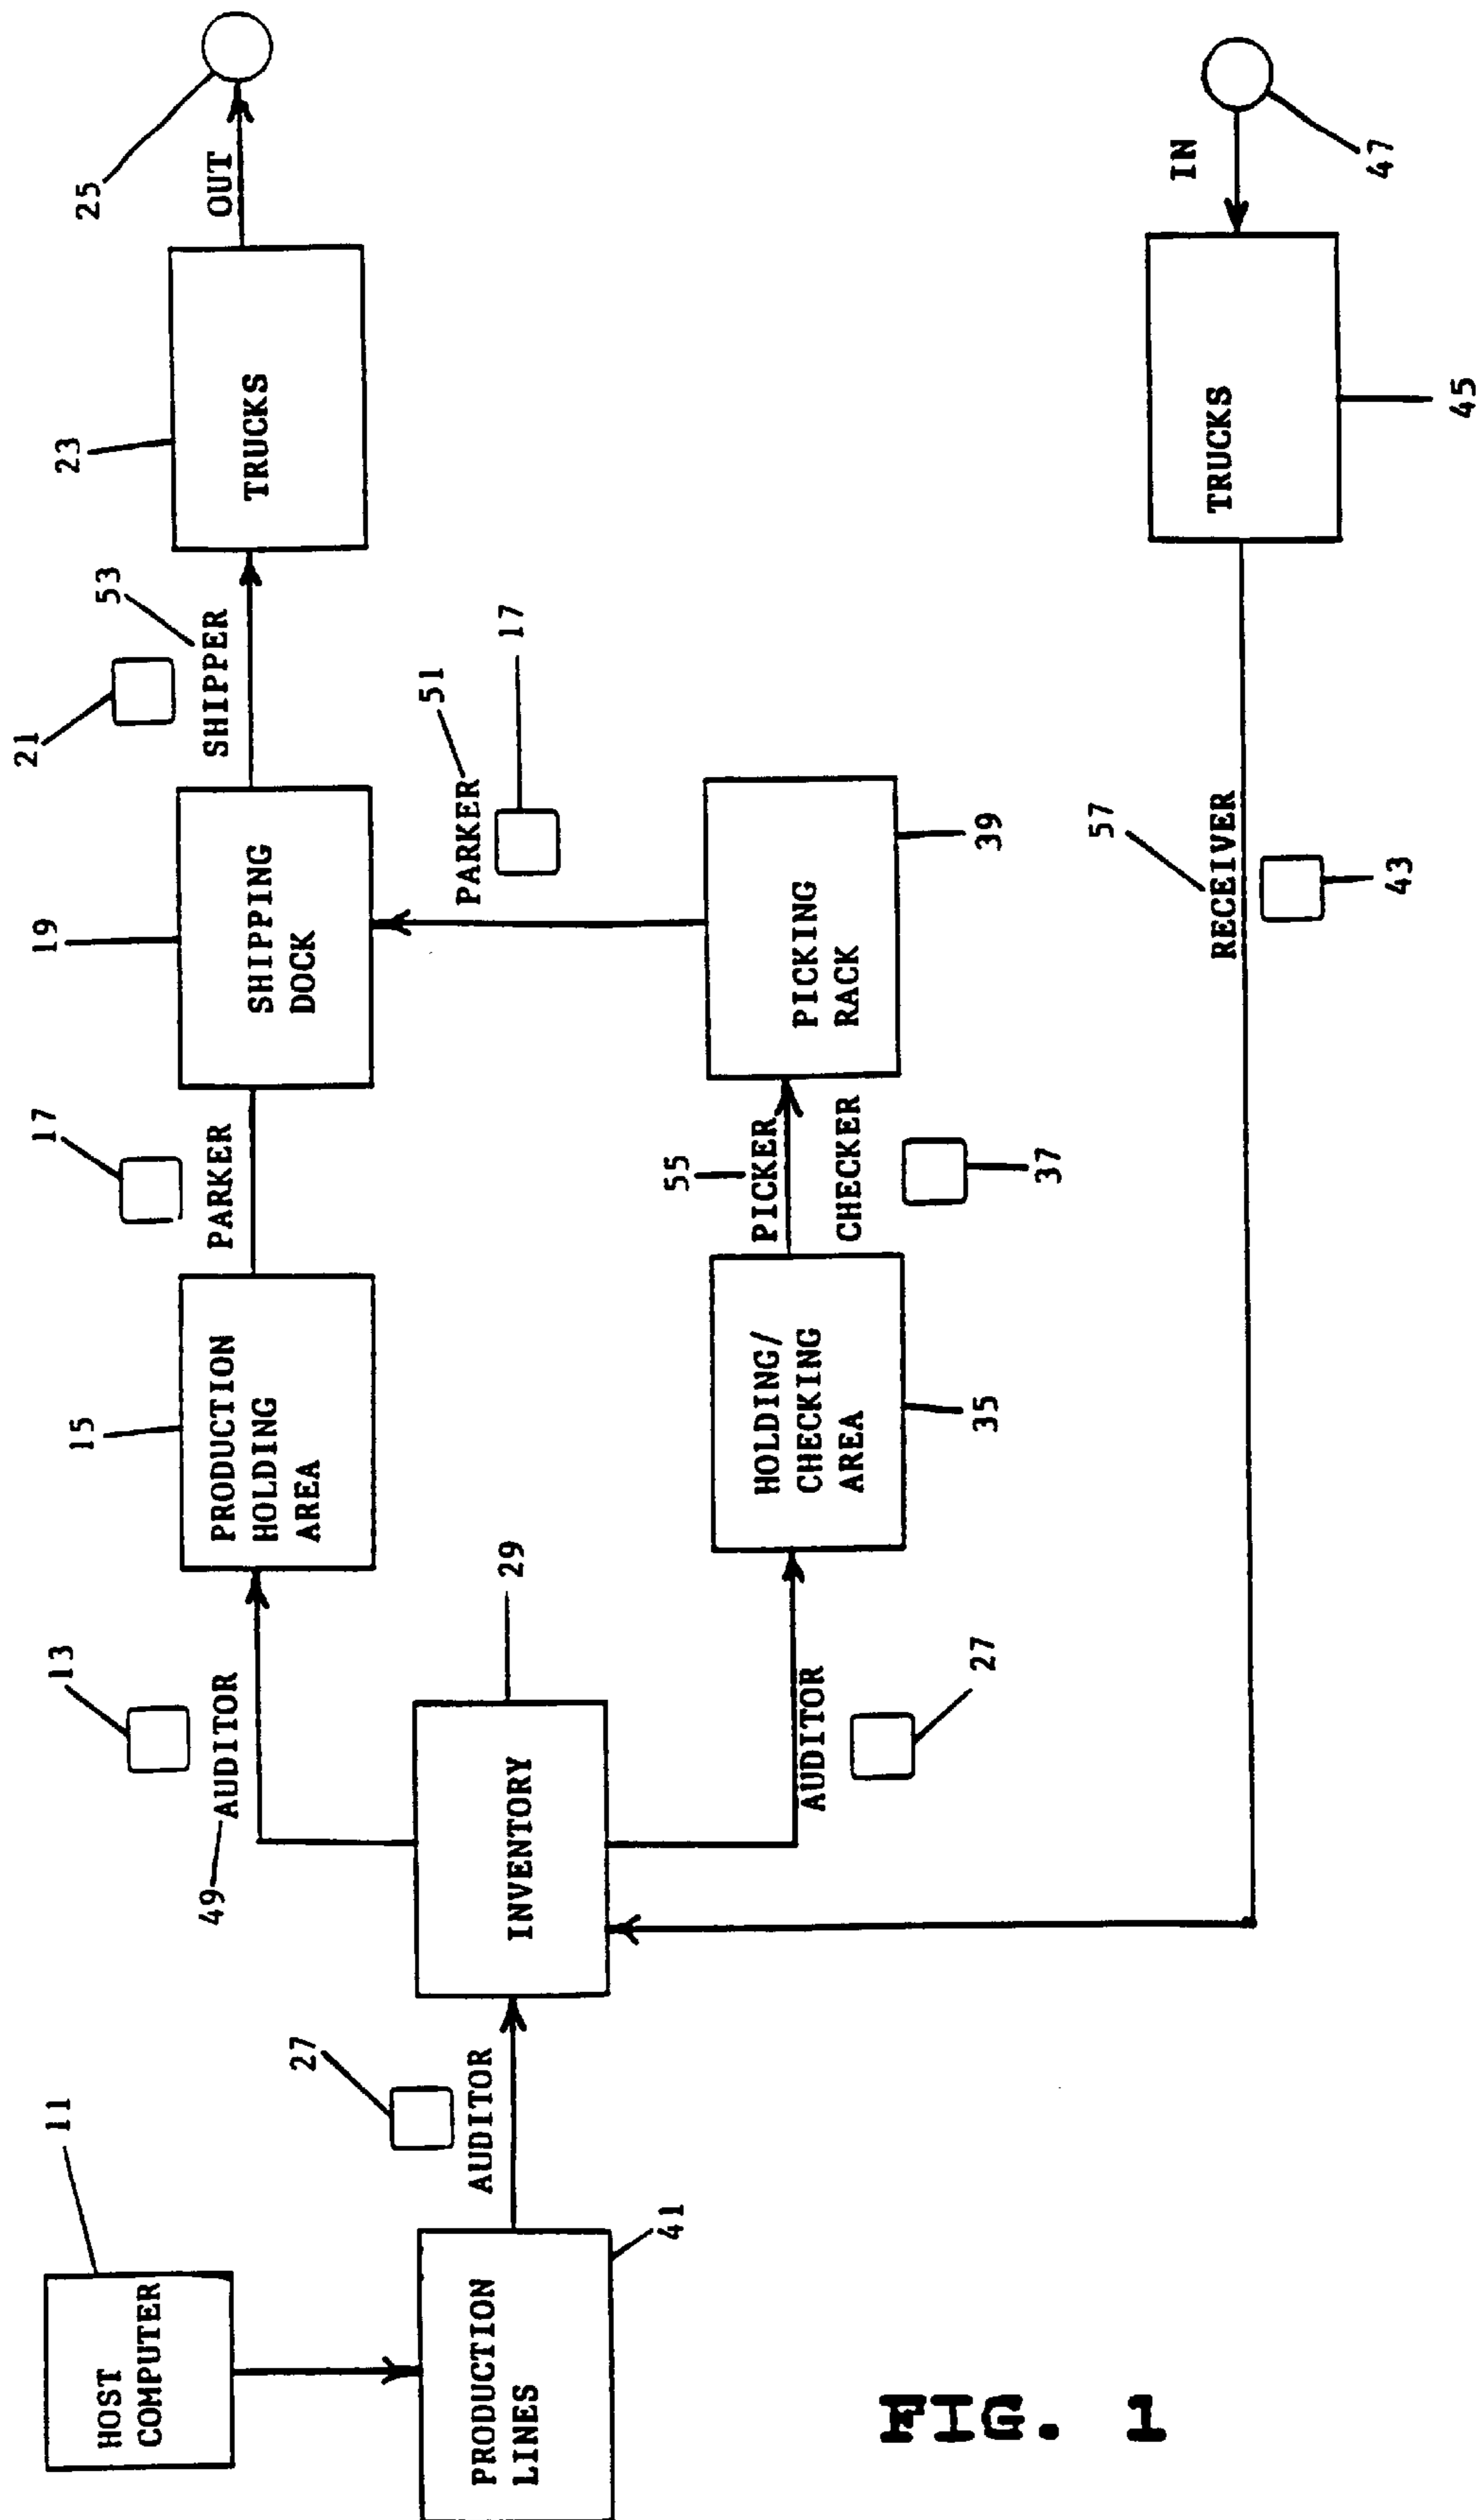 11
HOST
COMPUTER
PRODUCTION
LINES
41
27
AUDITOR
INVENTORY
29
49
AUDITOR
13
AUDITOR
27
15
PRODUCTION
HOLDING
AREA
HOLDING/
CHECKING
AREA
35
17
PARKER
55
PICKER
CHECKER
37
19
SHIPPING
DOCK
PICKING
RACK
39
PARKER
51
17
21
SHIPPER
53
RECEIVER
57
43
23
TRUCKS
TRUCKS
45
OUT
25
IN
47
FIG. 1